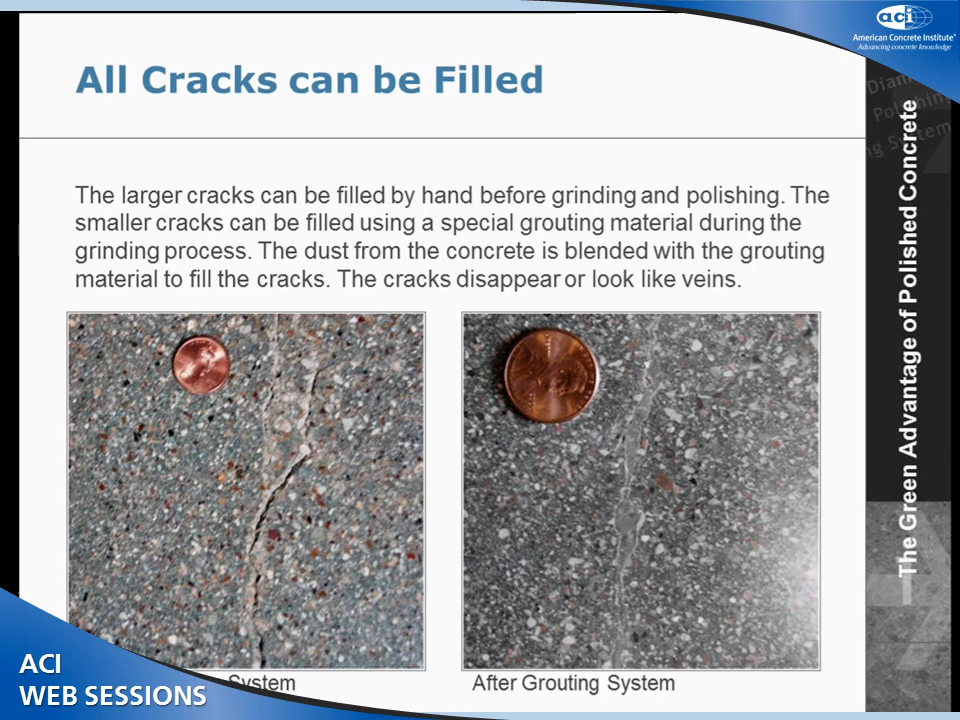 aci
American Concrete Institute®
Advancing concrete knowledge
All Cracks can be Filled
The larger cracks can be filled by hand before grinding and polishing. The
smaller cracks can be filled using a special grouting material during the
grinding process. The dust from the concrete is blended with the grouting
material to fill the cracks. The cracks disappear or look like veins.
System
After Grouting System
The Green Advantage of Polished Concrete
Polishing
System
ACI
WEB SESSIONS